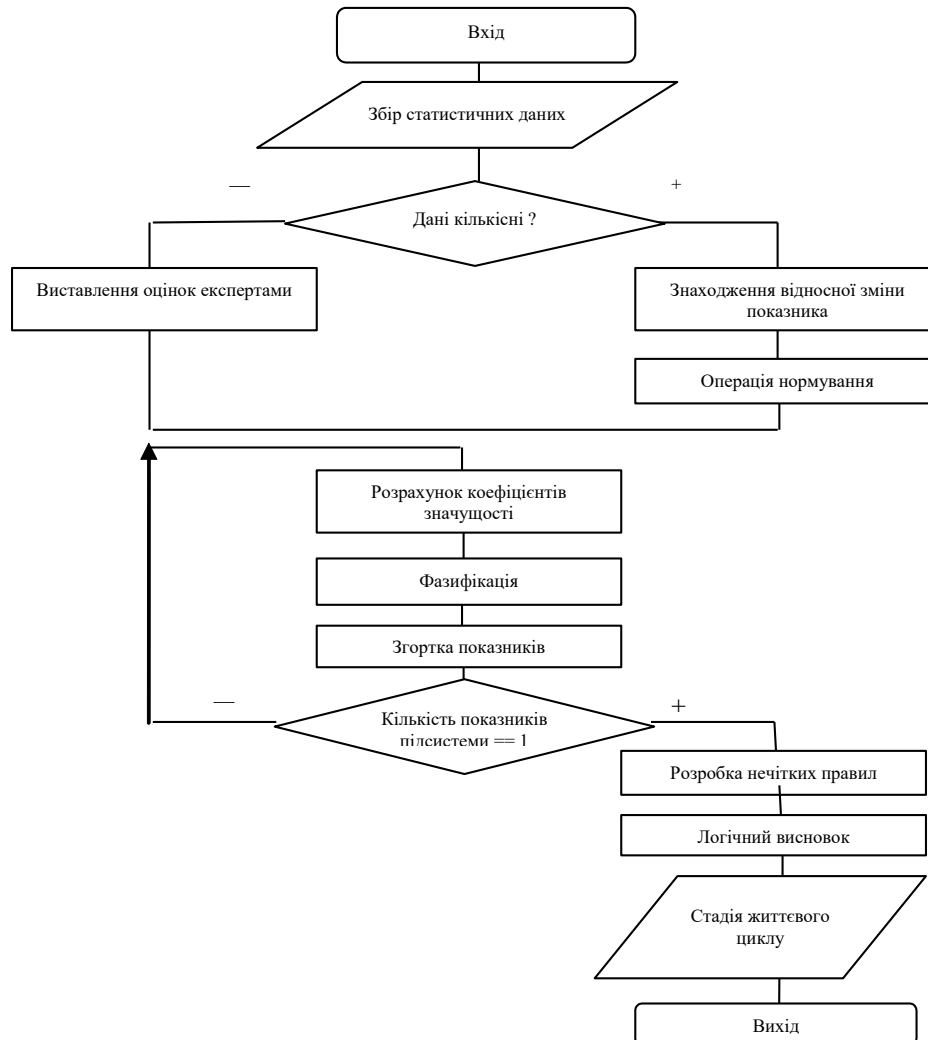 Вхід
Збір статистичних даних
—
+
Дані кількісні ?
Виставлення оцінок експертами
Знаходження відносної зміни
показника
Операція нормування
Розрахунок коефіцієнтів
значущості
Фазифікація
Згортка показників
—
+
Кількість показників
підсистеми == 1
Розробка нечітких правил
Логічний висновок
Стадія життєвого
циклу
Вихід